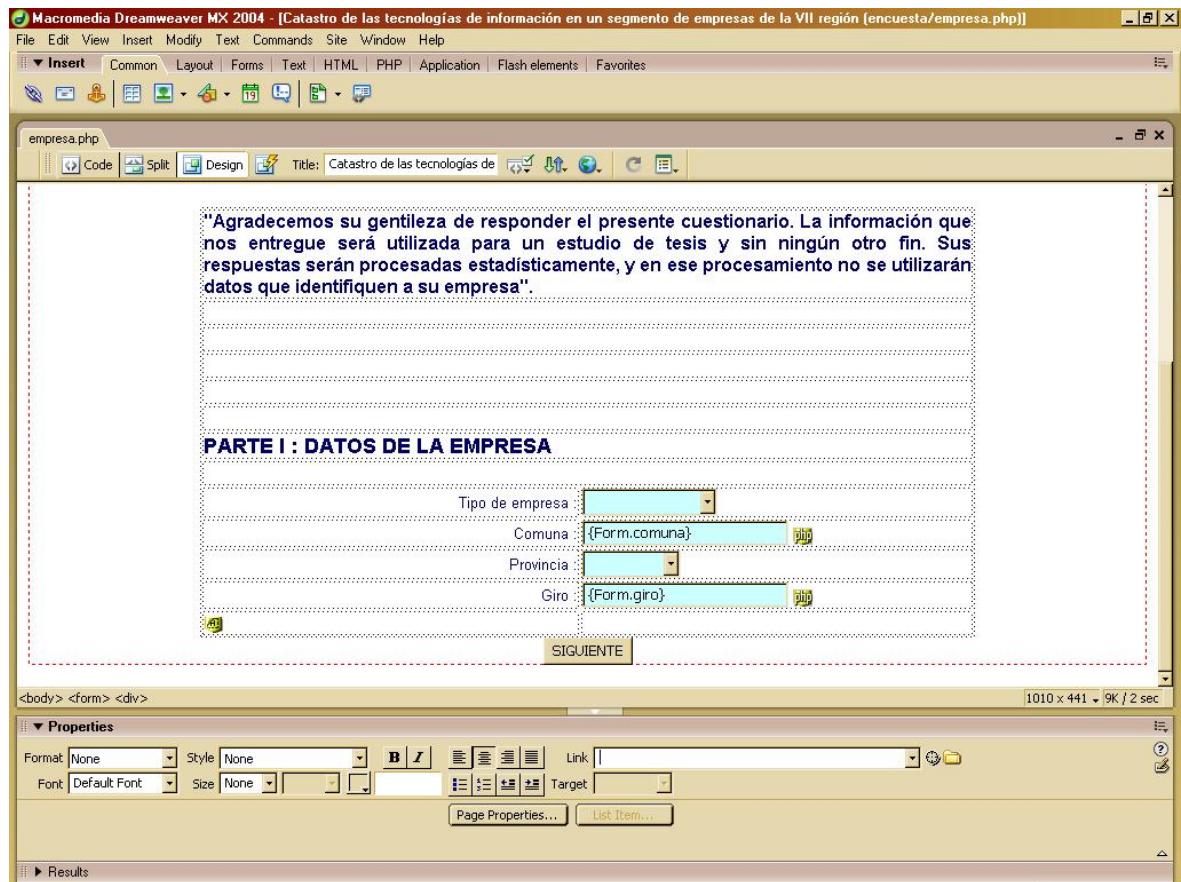 Macromedia Dreamweaver MX 2004 - [Catastro de las tecnologías de información en un segmento de empresas de la VII región (encuesta/empresa.php)]
File Edit View Insert Modify Text Commands Site Window Help
Insert Common Layout Forms Text HTML PHP Application Flash elements Favorites
19
empresa.php
Code Split Design Title: Catastro de las tecnologías de
"Agradecemos su gentileza de responder el presente cuestionario. La información que
nos entregue será utilizada para un estudio de tesis y sin ningún otro fin. Sus
respuestas serán procesadas estadísticamente, y en ese procesamiento no se utilizarán
datos que identifiquen a su empresa".
PARTE I : DATOS DE LA EMPRESA
Tipo de empresa :
Comuna : {Form.comuna} php
Provincia :
Giro : {Form.giro} php
SIGUIENTE
<body> <form> <div> 1010 x 441 9K / 2 sec
Properties
Format None Style None B I Link
Font Default Font Size None Target
Page Properties... List Item...
Results